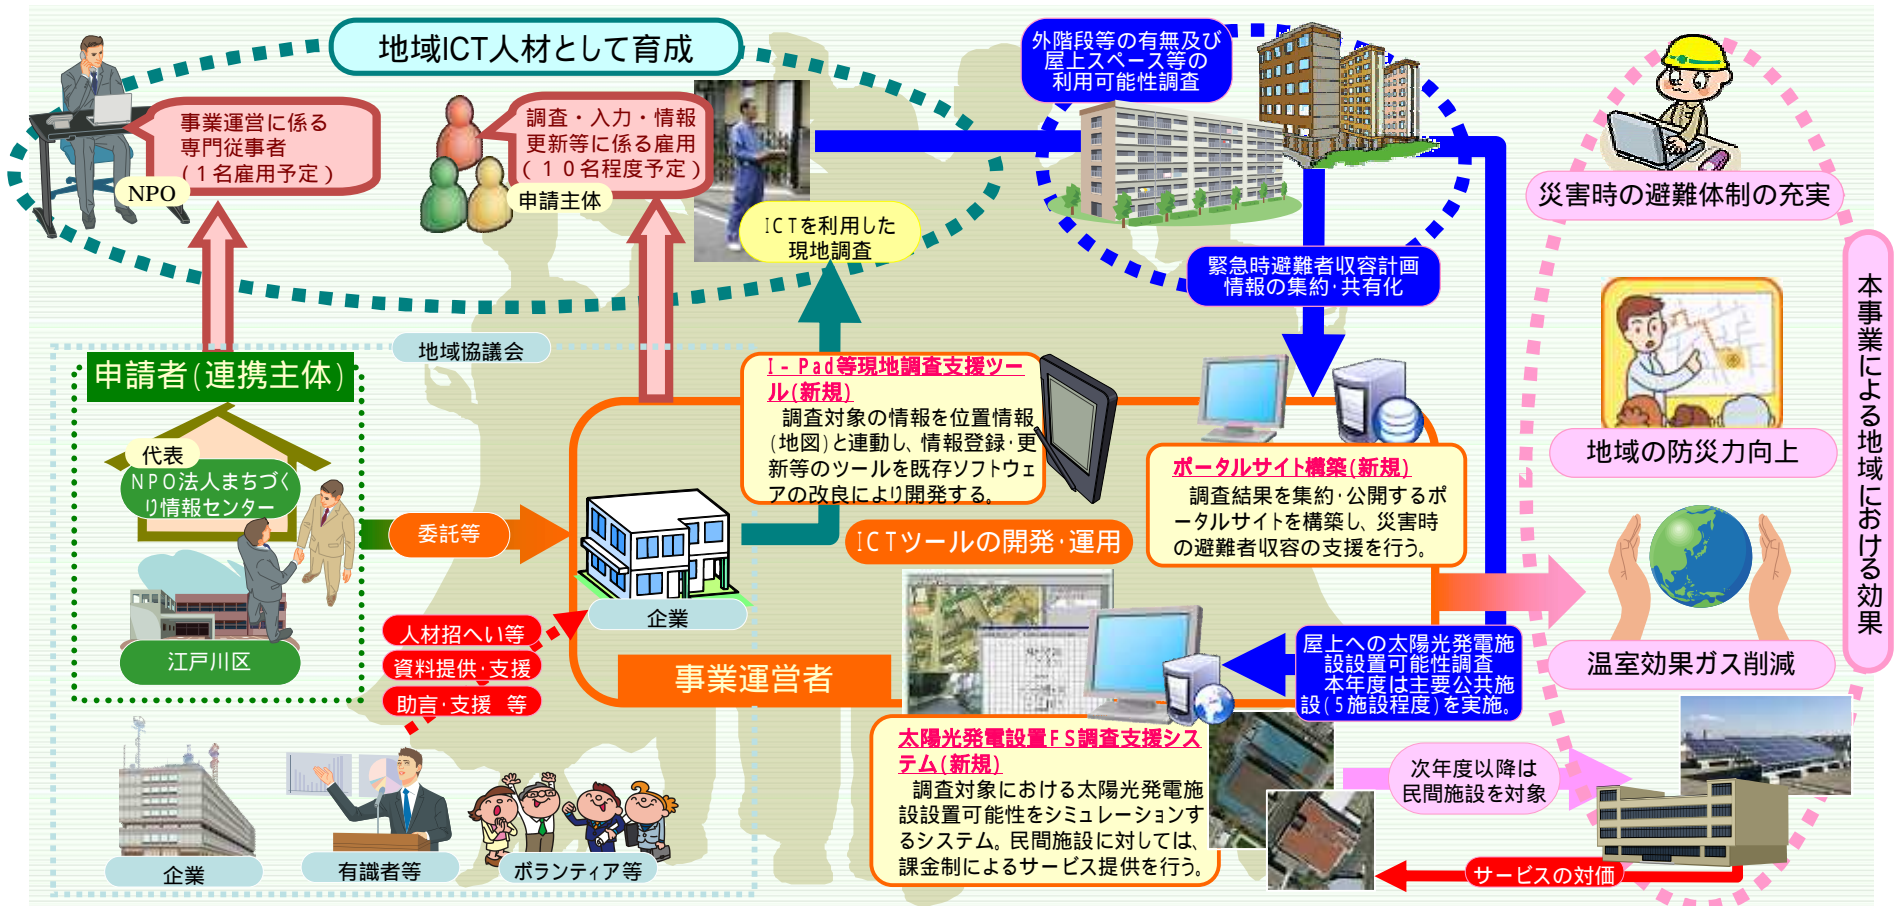 地域ICT人材として育成
事業運営に係る
専門従事者
(1名雇用予定)
NPO
調査・入力・情報
更新等に係る雇用
(10名程度予定)
申請主体
ICTを利用した
現地調査
外階段等の有無及び
屋上スペース等の
利用可能性調査
緊急時避難者収容計画
情報の集約・共有化
災害時の避難体制の充実
地域の防災力向上
温室効果ガス削減
本事業による地域における効果
地域協議会
申請者(連携主体)
代表
NPO法人まちづく
り情報センター
江戸川区
委託等
人材招へい等
資料提供・支援
助言・支援 等
企業
有識者等
ボランティア等
企業
事業運営者
I-Pad等現地調査支援ツー
ル(新規)
調査対象の情報を位置情報
(地図)と連動し、情報登録・更
新等のツールを既存ソフトウェ
アの改良により開発する。
ICTツールの開発・運用
ポータルサイト構築(新規)
調査結果を集約・公開するポ
ータルサイトを構築し、災害時
の避難者収容の支援を行う。
屋上への太陽光発電施
設設置可能性調査
本年度は主要公共施
設(5施設程度)を実施。
太陽光発電設置FS調査支援シス
テム(新規)
調査対象における太陽光発電施
設設置可能性をシミュレーションす
るシステム。民間施設に対しては、
課金制によるサービス提供を行う。
次年度以降は
民間施設を対象
サービスの対価